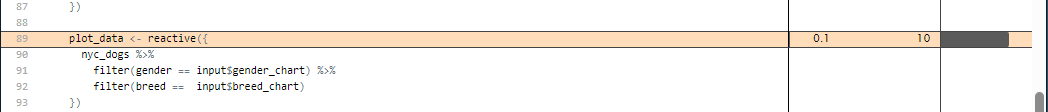 87 })
88
89 plot_data <- reactive({ 0.1 10
90 nyc_dogs %>%
91 filter(gender == input$gender_chart) %>%
92 filter(breed == input$breed_chart)
93 })